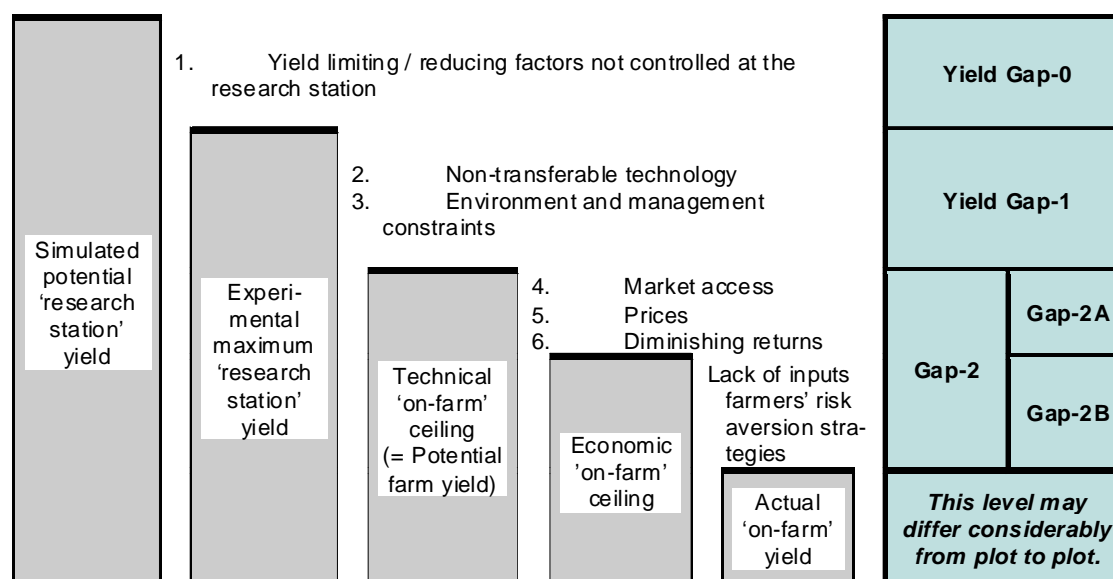 1. Yield limiting / reducing factors not controlled at the
research station
2. Non-transferable technology
3. Environment and management
constraints
4. Market access
5. Prices
6. Diminishing returns
Lack of inputs
farmers' risk
aversion stra-
tegies
Simulated
potential
‘research
station’
yield
Experi-
mental
maximum
‘research
station’
yield
Technical
‘on-farm’
ceiling
(= Potential
farm yield)
Economic
’on-farm’
ceiling
Actual
‘on-farm’
yield
Yield Gap-0
Yield Gap-1
Gap-2
Gap-2A
Gap-2B
This level may
differ considerably
from plot to plot.